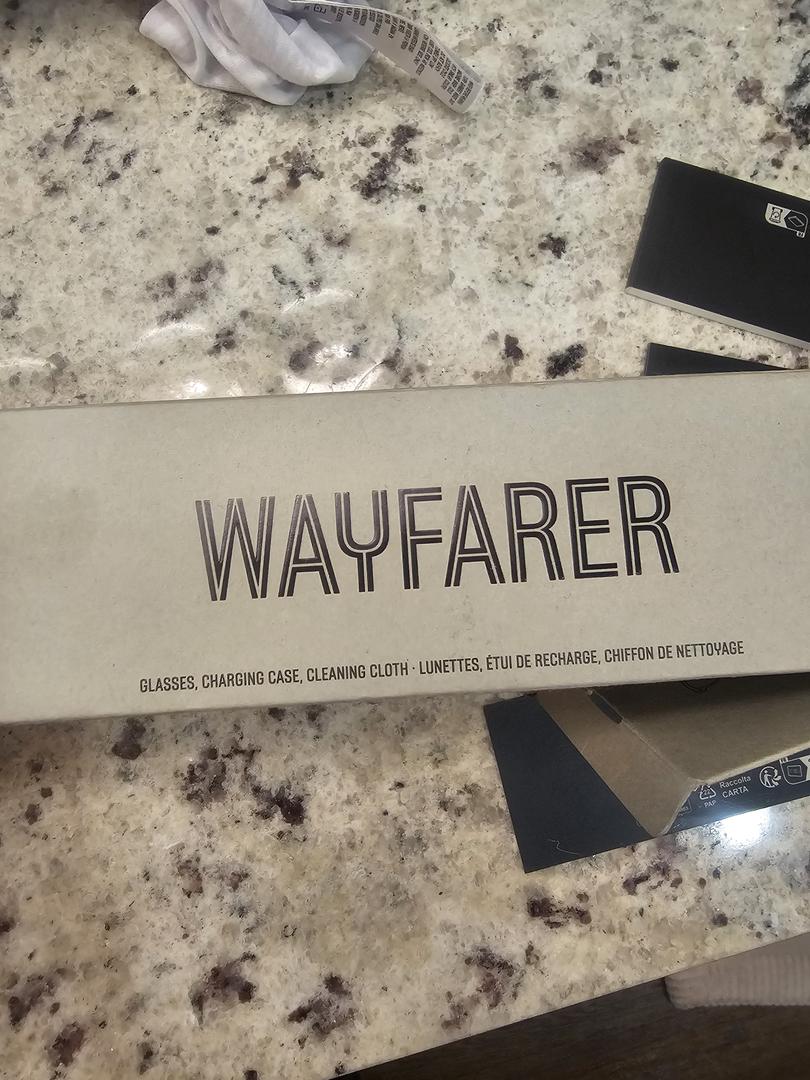 WAYFARER
GLASSES, CHARGING CASE, CLEANING CLOTH · LUNETTES, ÉTUI DE RECHARGE, CHIFFON DE NETTOYAGE
PAP
Raccolta
CARTA